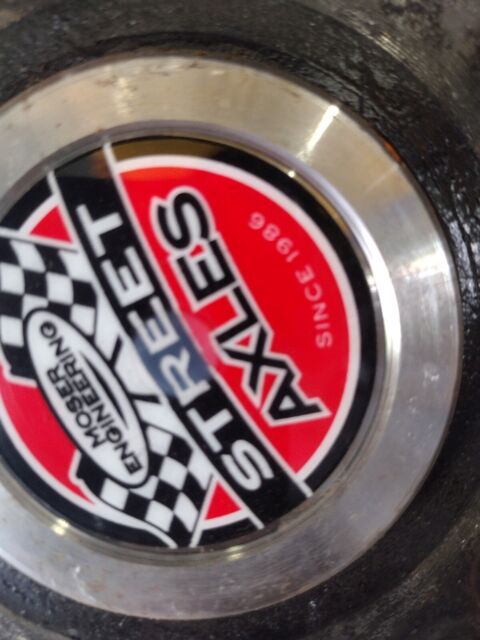 MOSER
ENGINEERING
STREET
AXLES
SINCE 1986